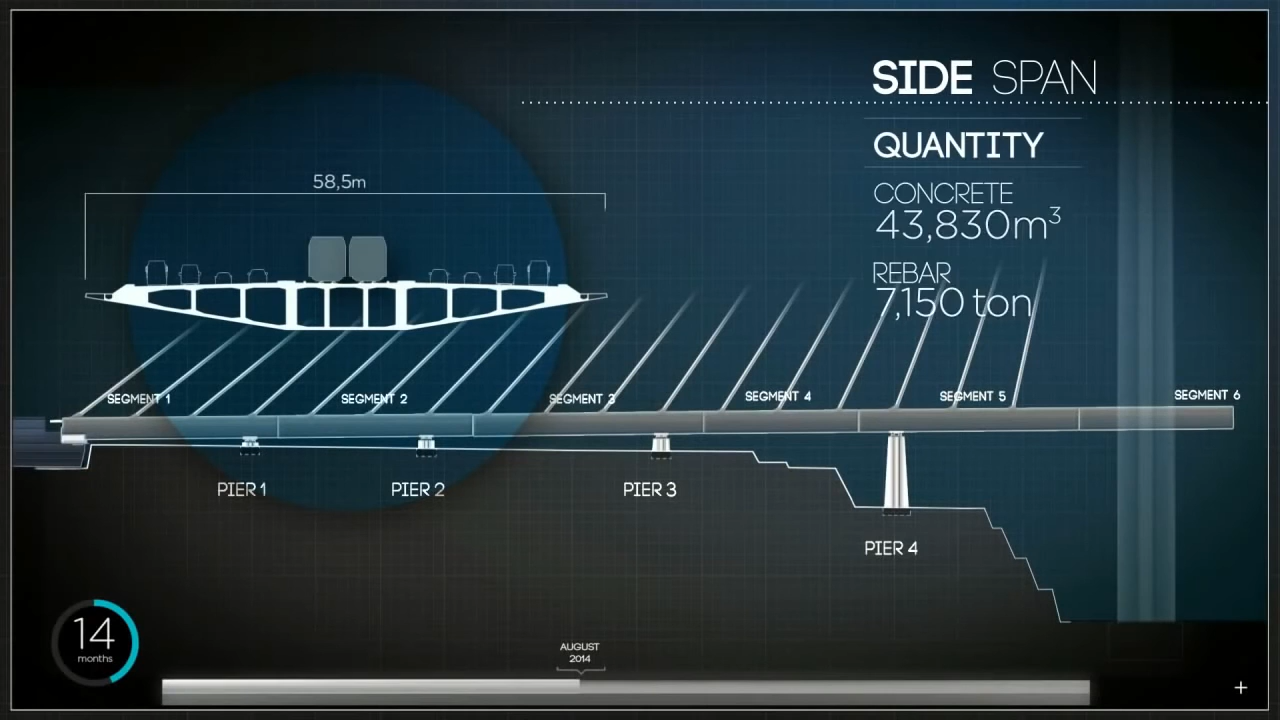 SIDE SPAN
QUANTITY
CONCRETE
43,830m³
REBAR
7,150 ton
58,5m
SEGMENT 1
SEGMENT 2
SEGMENT 3
SEGMENT 4
SEGMENT 5
SEGMENT 6
PIER 1
PIER 2
PIER 3
PIER 4
14
months
AUGUST
2014